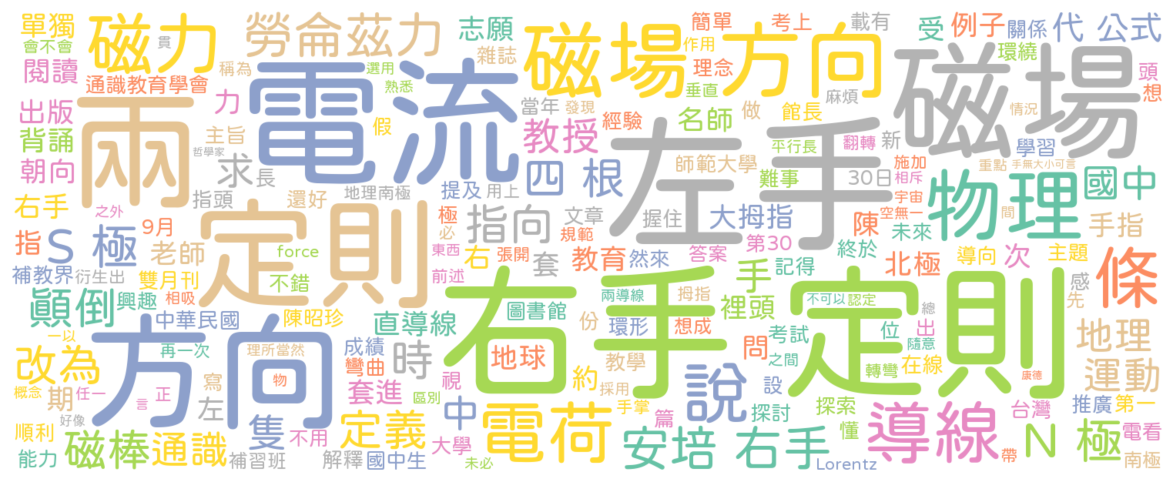 單獨 磁力 勞倫茲力 志願 磁場方向 簡單 考上 載有 受 例子 關係 代 公式
會不會 貫 雜誌 作用 環繞
閱讀 通識教育學會 稱為 電流 選用 熟悉 理念 垂直 麻煩 磁場 頭 想
出版 兩 力 假 當年 發現 經驗 名師 做 館長
背誦 主旨 哲學家 教授 左手 平行長 翻轉 新 學習 情況
朝向 求 長 四 根 師範大學 難事 30日 施加 相斥 重點 手無大小可言
右手 之外 定則 指頭 還好 地理南極 提及 用上 大拇指 宇宙 物理 國中
指 S 極 9月 指向 極 必 文章 規範 握住 陳 空無一 未來 間 手指
老師 force 右 張開 東西 套 教育 然來 答案 第30 終於 導向 次 主題
補教界 衍生出 雙月刊 不錯 前述 手 記得 北極 感 先 條
顛倒 興趣 相吸 中華民國 陳昭珍 直導線 右手定則 圖書館 兩導線 拇指 裡頭 不可以 認定 總
方向 份 環形 想成 考試 位 出 隨意 地理
一以 再一次 理所當然 成績 彎曲 時 地球 問 教學 之間 轉彎 在線
改為 物 套進 視 約 採用 說 設 康德 運動
概念 任一 正 期 寫 區別 手掌 探討 探索 台灣 推廣 第一
好像 言 左 隻 定義 中 電荷 篇 懂 導線 N 極 電看
順利 磁棒 通識 不用 大學 安培 右手
能力 補習班 解釋 國中生 未必 Lorentz 帶 南極